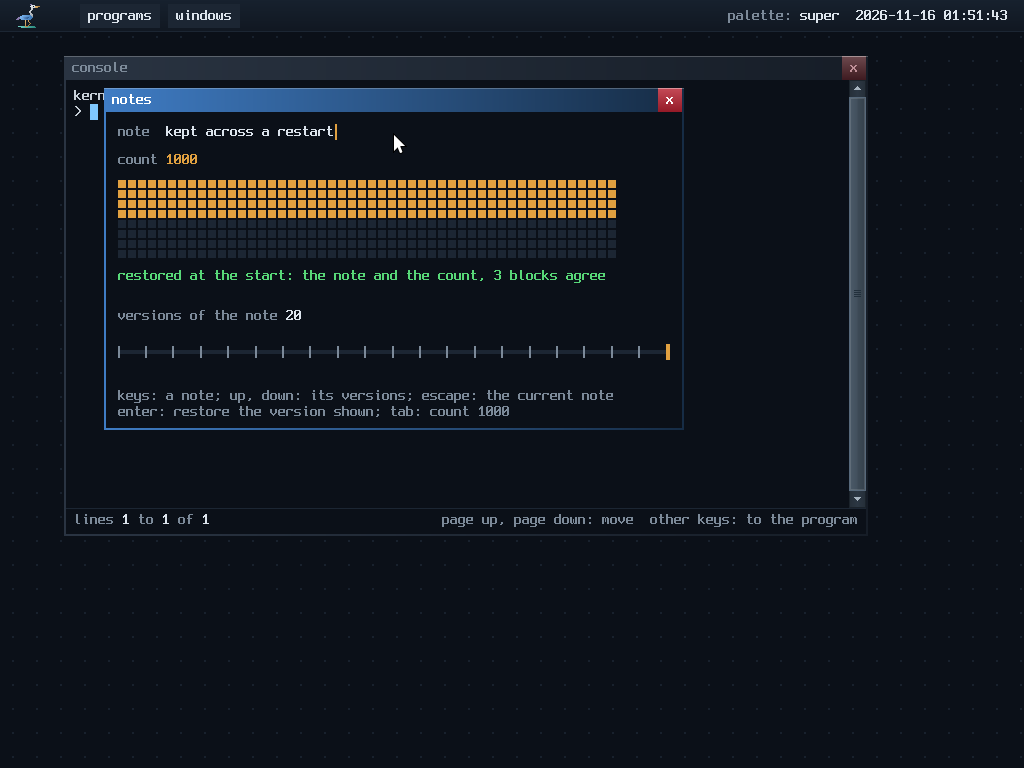 programs windows palette: super 2026-11-16 01:51:43
console x
kern
>
notes x
note kept across a restart
count 1000
restored at the start: the note and the count, 3 blocks agree
versions of the note 20
keys: a note; up, down: its versions; escape: the current note
enter: restore the version shown; tab: count 1000
lines 1 to 1 of 1 page up, page down: move other keys: to the program